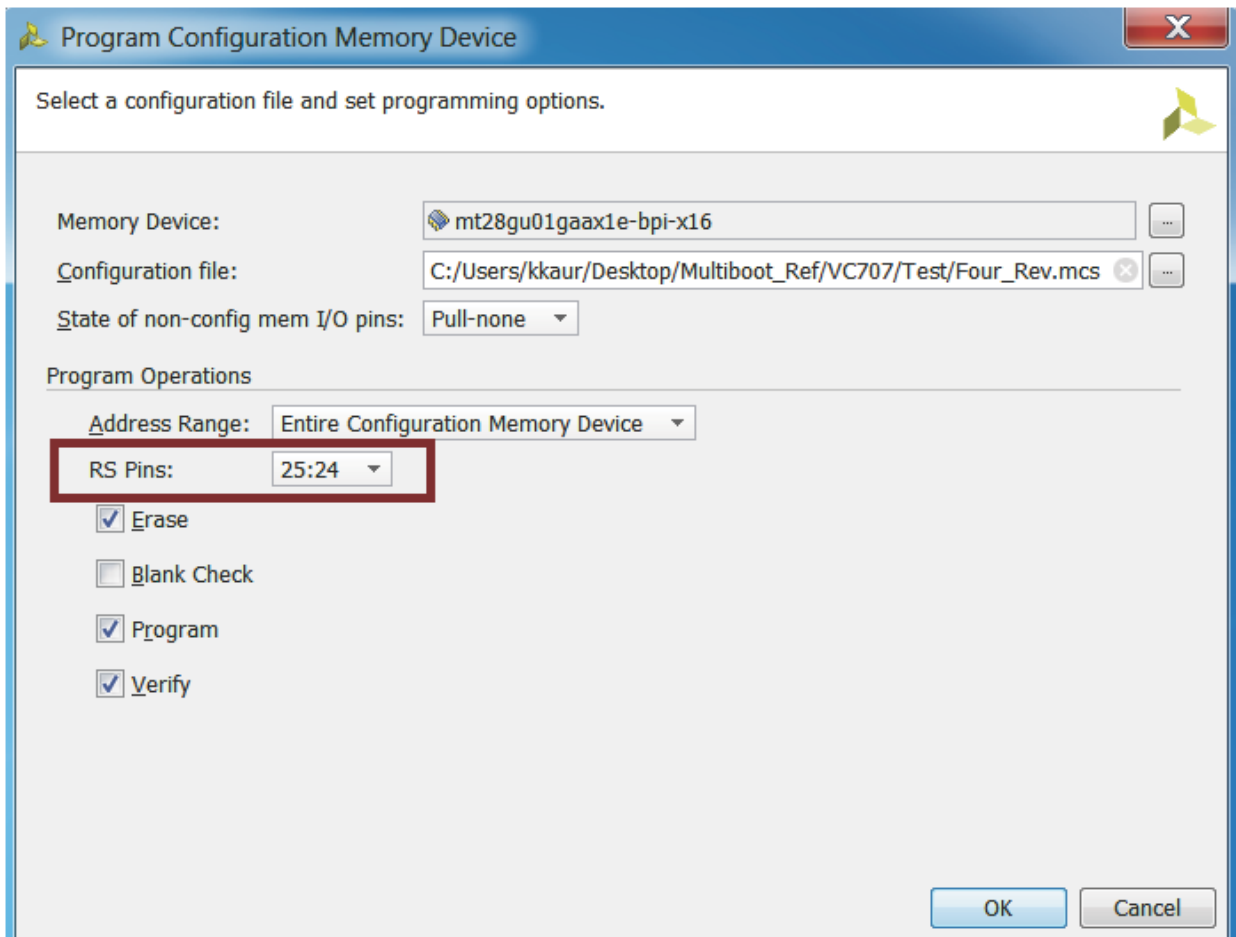 Program Configuration Memory Device
X
Select a configuration file and set programming options.
Memory Device: mt28gu01gaax1e-bpi-x16 ...
Configuration file: C:/Users/kkaur/Desktop/Multiboot_Ref/VC707/Test/Four_Rev.mcs ...
State of non-config mem I/O pins: Pull-none
Program Operations
Address Range: Entire Configuration Memory Device
RS Pins: 25:24
Erase
Blank Check
Program
Verify
OK Cancel